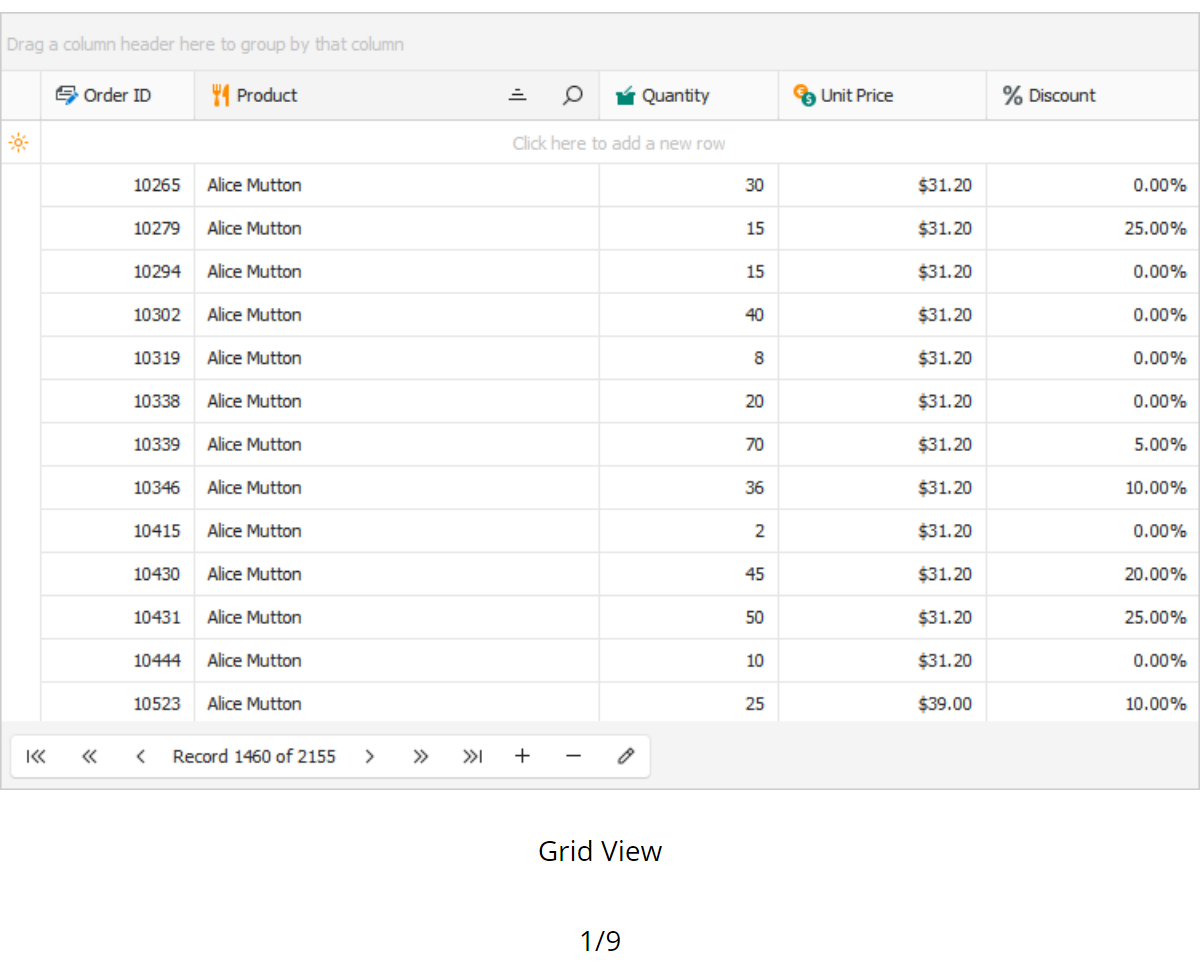 Drag a column header here to group by that column
Order ID Product Quantity Unit Price % Discount
Click here to add a new row
10265 Alice Mutton 30 $31.20 0.00%
10279 Alice Mutton 15 $31.20 25.00%
10294 Alice Mutton 15 $31.20 0.00%
10302 Alice Mutton 40 $31.20 0.00%
10319 Alice Mutton 8 $31.20 0.00%
10338 Alice Mutton 20 $31.20 0.00%
10339 Alice Mutton 70 $31.20 5.00%
10346 Alice Mutton 36 $31.20 10.00%
10415 Alice Mutton 2 $31.20 0.00%
10430 Alice Mutton 45 $31.20 20.00%
10431 Alice Mutton 50 $31.20 25.00%
10444 Alice Mutton 10 $31.20 0.00%
10523 Alice Mutton 25 $39.00 10.00%
Record 1460 of 2155
Grid View
1/9